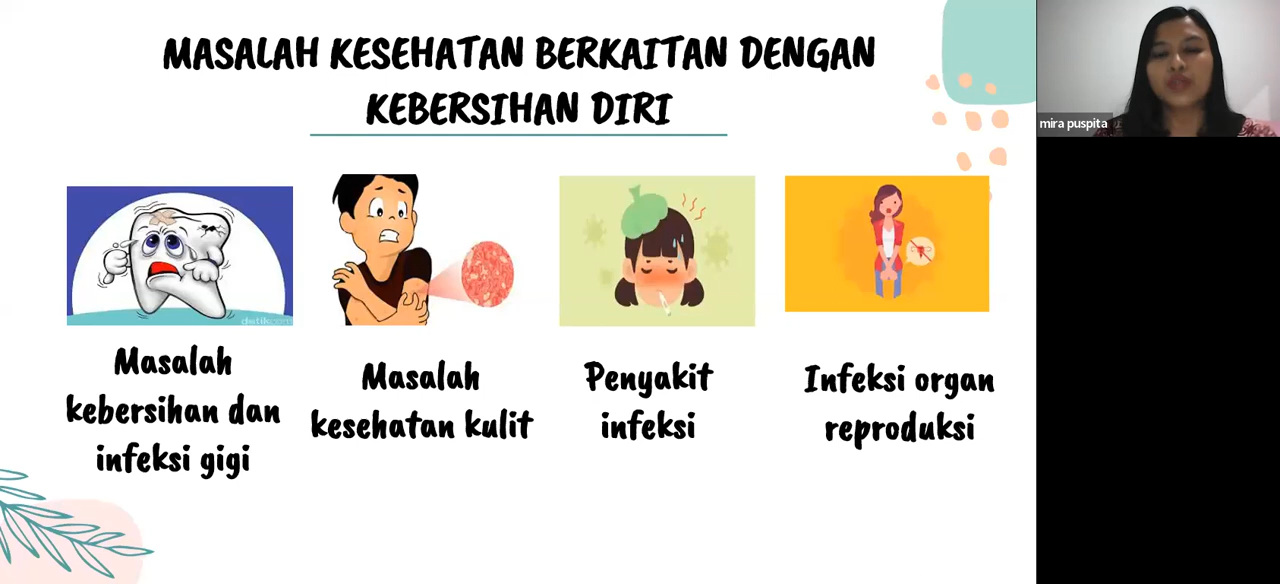 MASALAH KESEHATAN BERKAITAN DENGAN
KEBERSIHAN DIRI
mira puspita
Masalah
kebersihan dan
infeksi gigi
Masalah
kesehatan kulit
Penyakit
infeksi
Infeksi organ
reproduksi